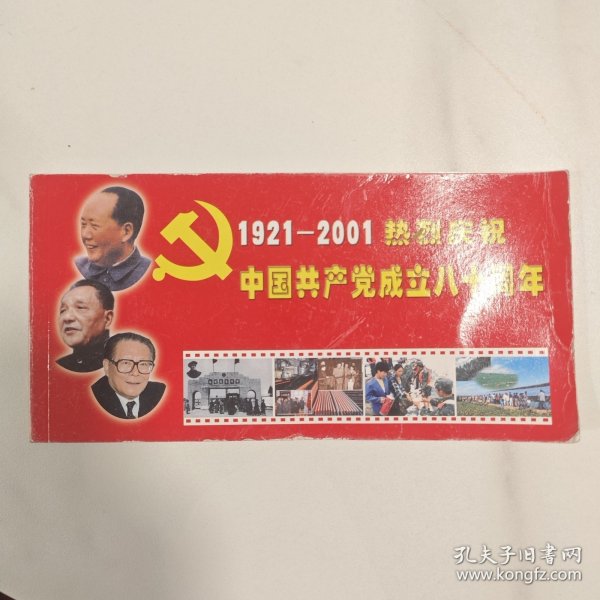 1921-2001 热烈庆祝
中国共产党成立八十周年
孔夫子旧书网
www.kongfz.com